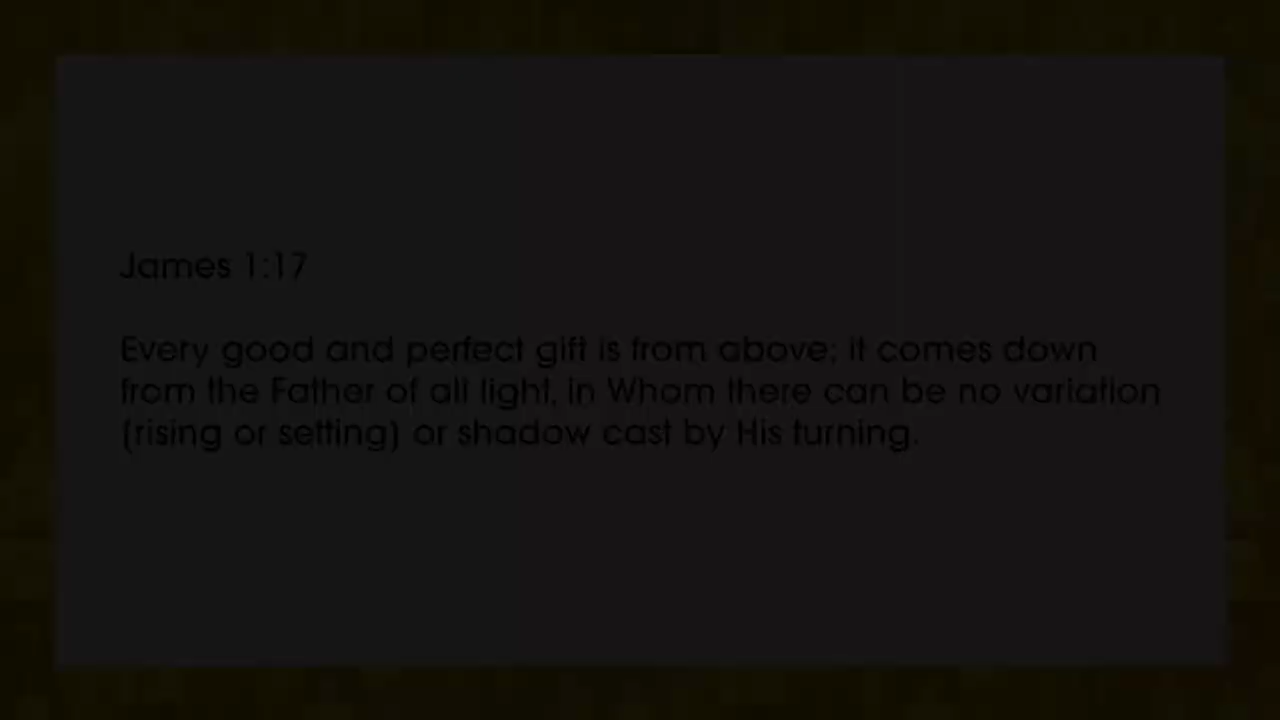 James 1:17
Every good and perfect gift is from above; it comes down
from the Father of all light, in Whom there can be no variation
(rising or setting) or shadow cast by His turning.